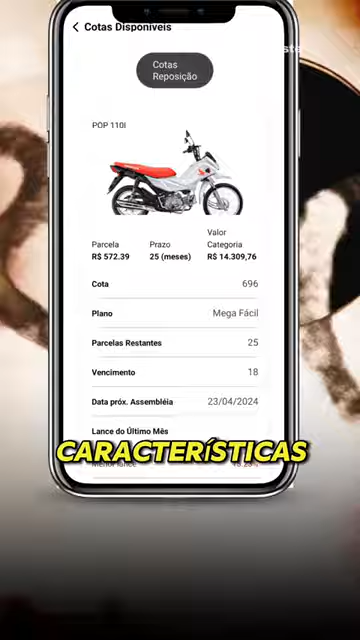 Cotas Disponíveis
Cotas
Reposição
POP 110I
Valor
Parcela Prazo Categoria
R$ 572.39 25 (meses) R$ 14.309,76
Cota 696
Plano Mega Fácil
Parcelas Restantes 25
Vencimento 18
Data próx. Assembléia 23/04/2024
Lance do Último Mês
CARACTERÍSTICAS
Menor lance